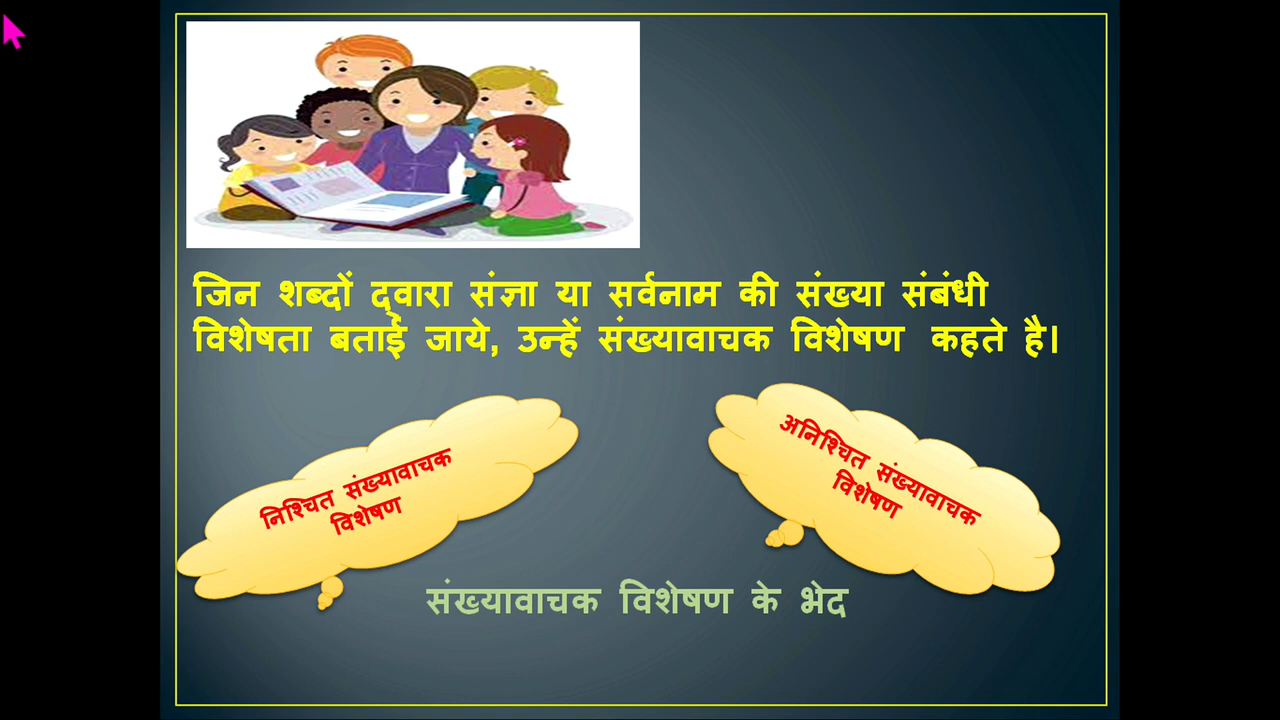 जिन शब्दों द्वारा संज्ञा या सर्वनाम की संख्या संबंधी
विशेषता बताई जाये, उन्हें संख्यावाचक विशेषण कहते है।
निश्चित संख्यावाचक
विशेषण
अनिश्चित संख्यावाचक
विशेषण
संख्यावाचक विशेषण के भेद